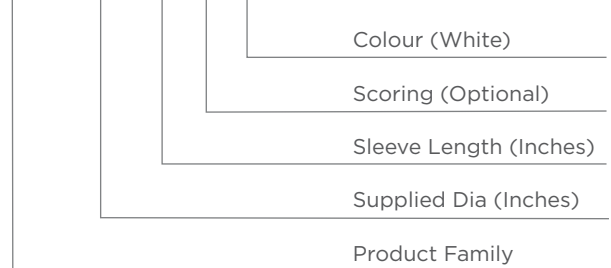 Colour (White)
Scoring (Optional)
Sleeve Length (Inches)
Supplied Dia (Inches)
Product Family